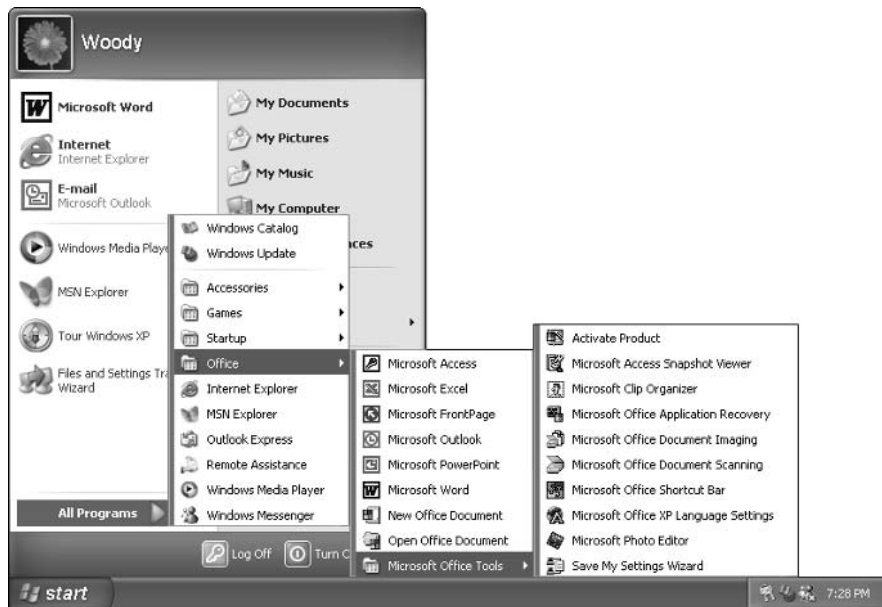 Woody
Microsoft Word
Internet
Internet Explorer
E-mail
Microsoft Outlook
Windows Media Playe
MSN Explorer
Tour Windows XP
Files and Settings Tra
Wizard
All Programs
My Documents
My Pictures
My Music
My Computer
ces
Windows Catalog
Windows Update
Accessories
Games
Startup
Office
Internet Explorer
MSN Explorer
Outlook Express
Remote Assistance
Windows Media Player
Windows Messenger
Microsoft Access
Microsoft Excel
Microsoft FrontPage
Microsoft Outlook
Microsoft PowerPoint
Microsoft Word
New Office Document
Open Office Document
Microsoft Office Tools
Activate Product
Microsoft Access Snapshot Viewer
Microsoft Clip Organizer
Microsoft Office Application Recovery
Microsoft Office Document Imaging
Microsoft Office Document Scanning
Microsoft Office Shortcut Bar
Microsoft Office XP Language Settings
Microsoft Photo Editor
Save My Settings Wizard
Log Off
Turn
start
7:28 PM